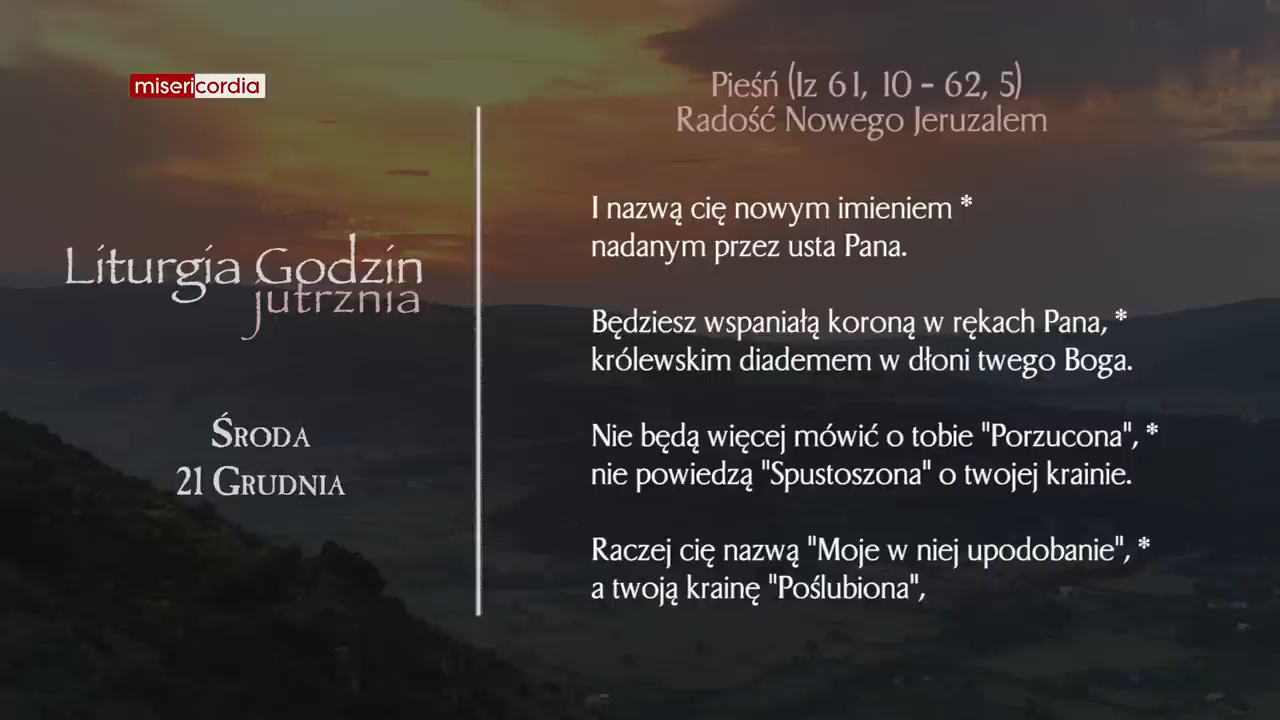 misericordia
Liturgia Godzin
jutrznia
Środa
21 Grudnia
Pieśń (Iz 61, 10 - 62, 5)
Radość Nowego Jeruzalem
I nazwą cię nowym imieniem *
nadanym przez usta Pana.
Będziesz wspaniałą koroną w rękach Pana, *
królewskim diademem w dłoni twego Boga.
Nie będą więcej mówić o tobie "Porzucona", *
nie powiedzą "Spustoszona" o twojej krainie.
Raczej cię nazwą "Moje w niej upodobanie", *
a twoją krainę "Poślubiona",